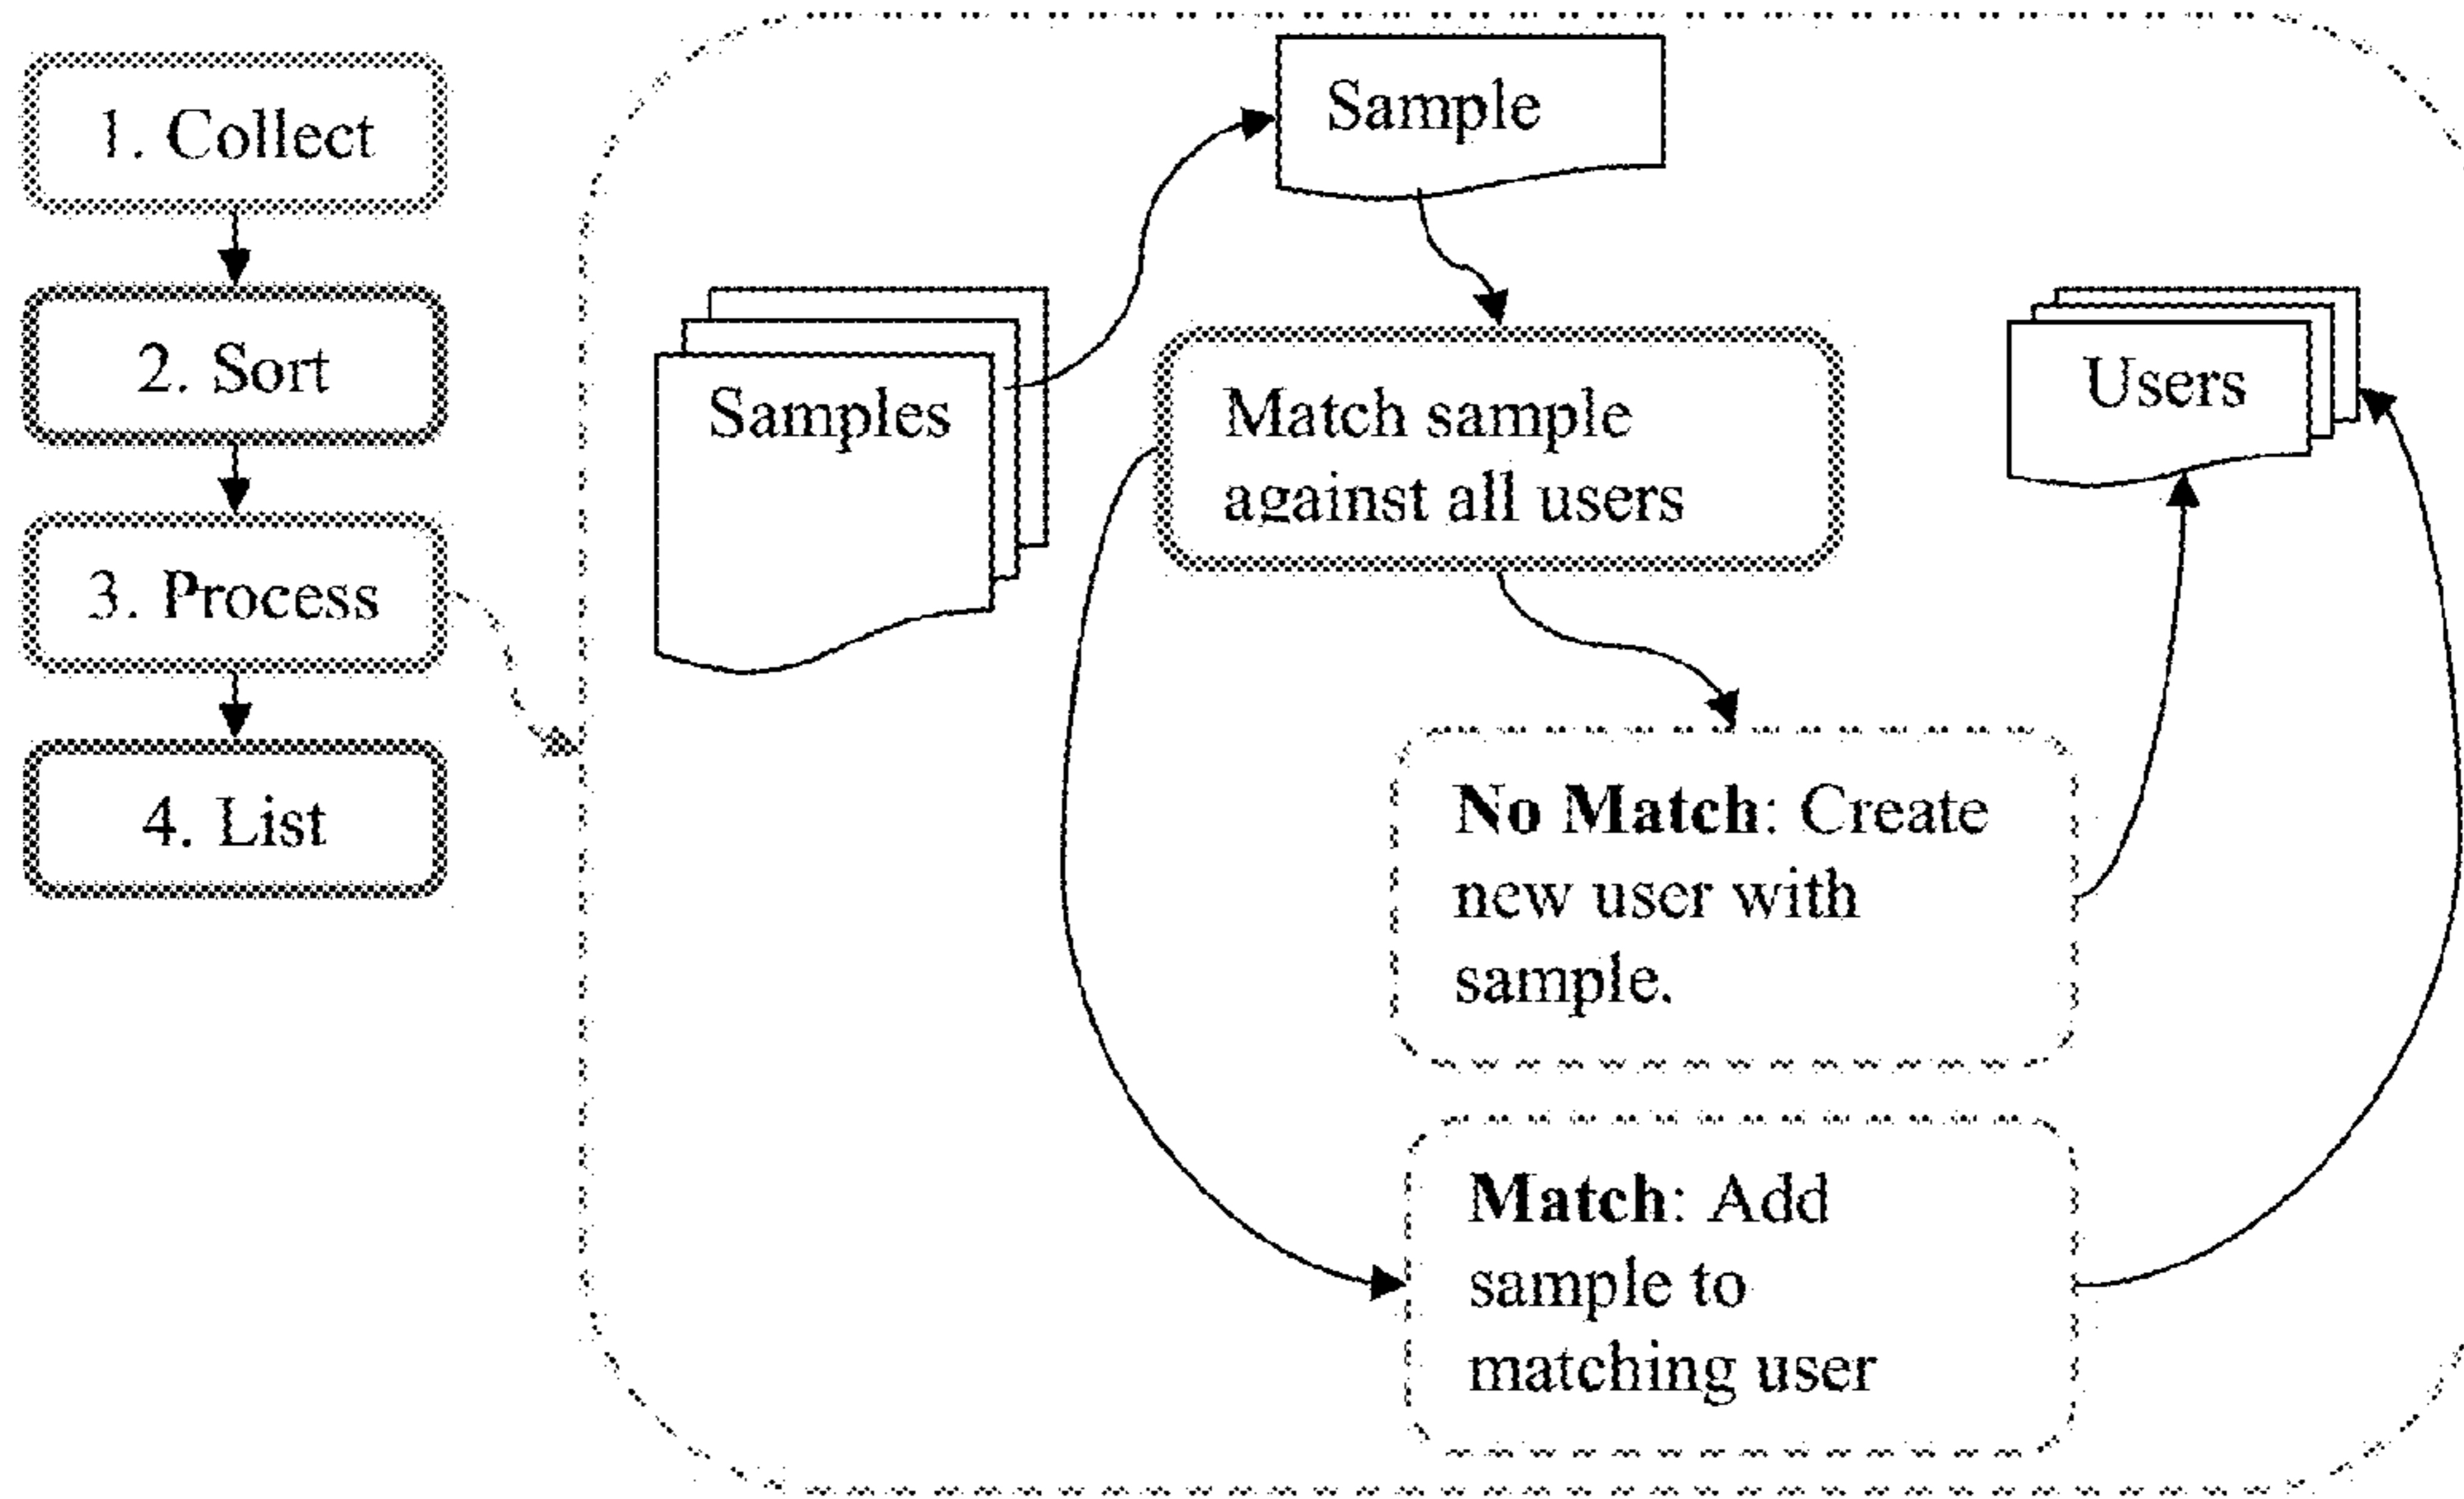 1. Collect
2. Sort
3. Process
4. List
Sample
Samples
Match sample
against all users
Users
No Match: Create
new user with
sample.
Match: Add
sample to
matching user